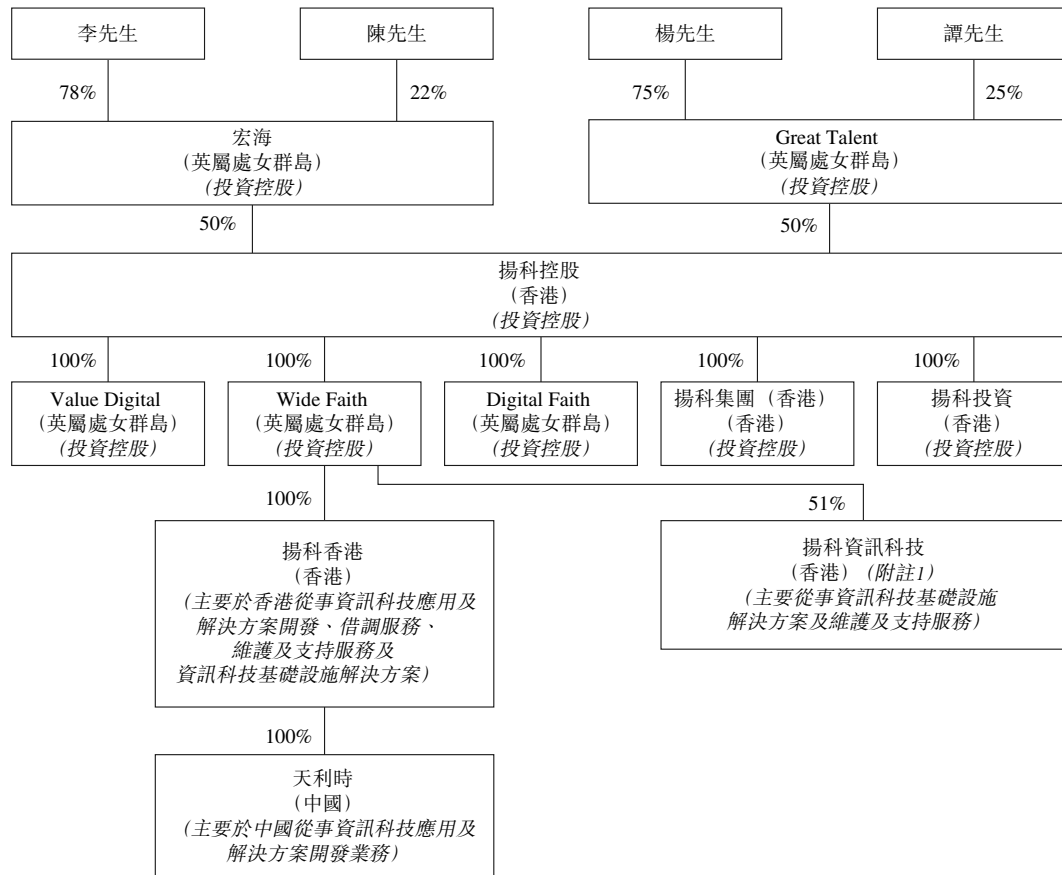 李先生
陳先生
楊先生
譚先生
78%
22%
75%
25%
宏海
（英屬處女群島）
（投資控股）
Great Talent
（英屬處女群島）
（投資控股）
50%
50%
揚科控股
（香港）
（投資控股）
100%
100%
100%
100%
100%
Value Digital
（英屬處女群島）
（投資控股）
Wide Faith
（英屬處女群島）
（投資控股）
Digital Faith
（英屬處女群島）
（投資控股）
揚科集團（香港）
（香港）
（投資控股）
揚科投資
（香港）
（投資控股）
100%
51%
揚科香港
（香港）
（主要於香港從事資訊科技應用及
解決方案開發、借調服務、
維護及支持服務及
資訊科技基礎設施解決方案）
揚科資訊科技
（香港）（附註1）
（主要從事資訊科技基礎設施
解決方案及維護及支持服務）
100%
天利時
（中國）
（主要於中國從事資訊科技應用及
解決方案開發業務）